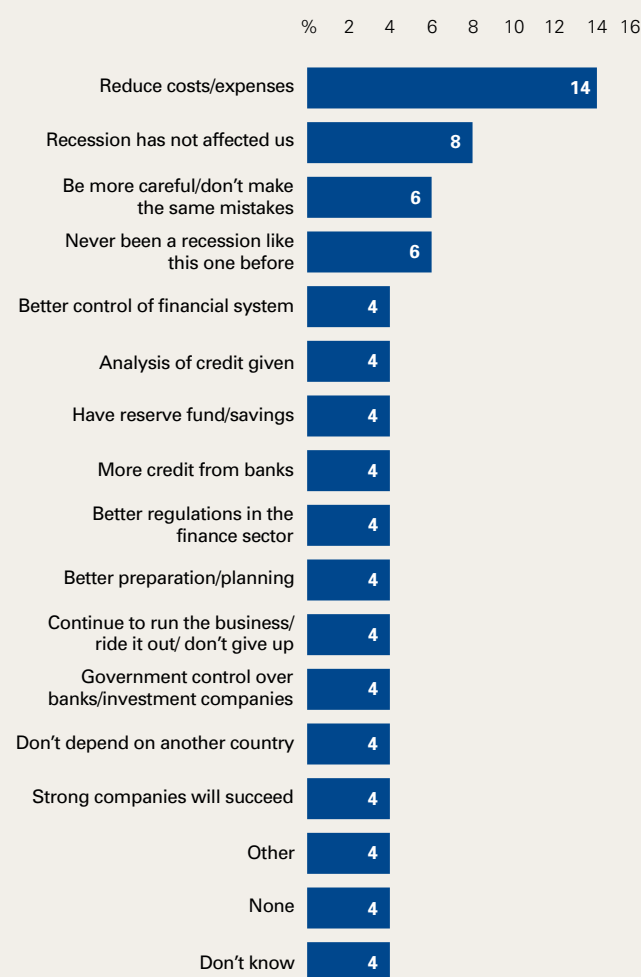 % 2 4 6 8 10 12 14 16
Reduce costs/expenses 14
Recession has not affected us 8
Be more careful/don’t make
the same mistakes 6
Never been a recession like
this one before 6
Better control of financial system 4
Analysis of credit given 4
Have reserve fund/savings 4
More credit from banks 4
Better regulations in the
finance sector 4
Better preparation/planning 4
Continue to run the business/
ride it out/ don’t give up 4
Government control over
banks/investment companies 4
Don’t depend on another country 4
Strong companies will succeed 4
Other 4
None 4
Don’t know 4